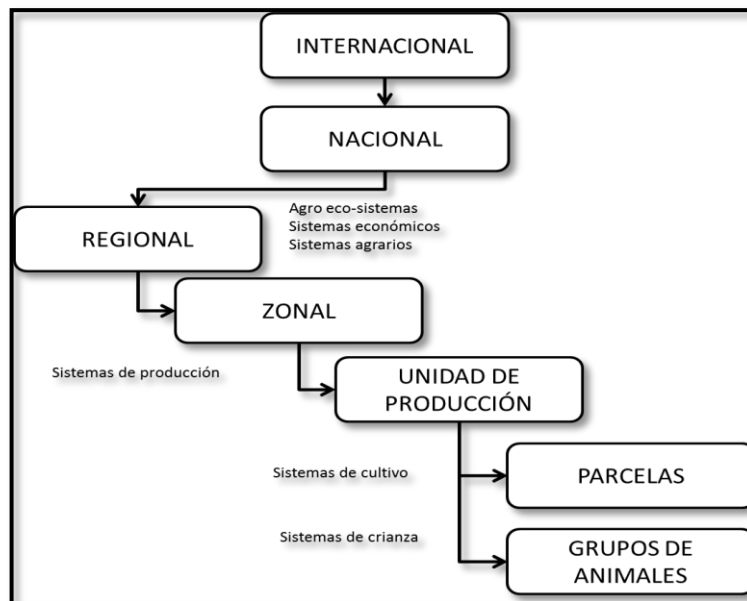 INTERNACIONAL
NACIONAL
Agro eco-sistemas
Sistemas económicos
Sistemas agrarios
REGIONAL
ZONAL
Sistemas de producción
UNIDAD DE
PRODUCCIÓN
Sistemas de cultivo
PARCELAS
Sistemas de crianza
GRUPOS DE
ANIMALES